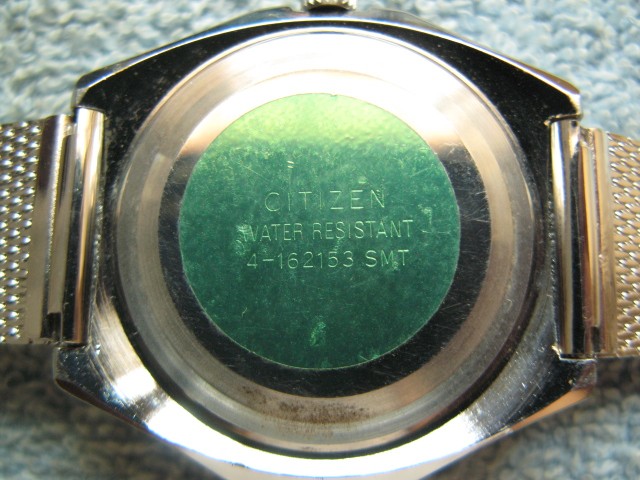 CITIZEN
WATER RESISTANT
4-162153 SMT